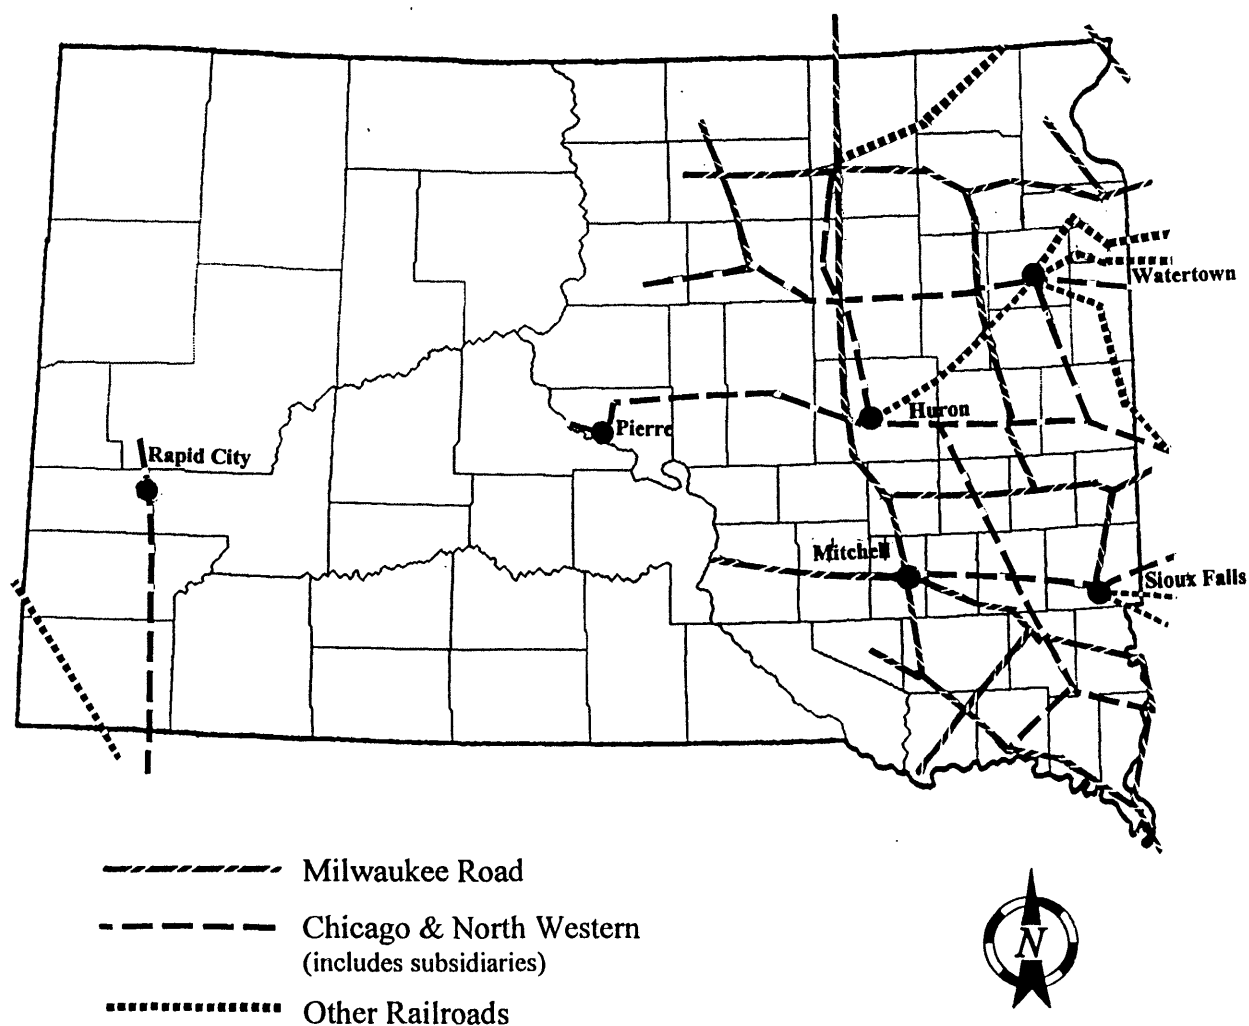 Watertown
Huron
Pierre
Rapid City
Mitchell
Sioux Falls
Milwaukee Road
Chicago & North Western
(includes subsidiaries)
N
Other Railroads